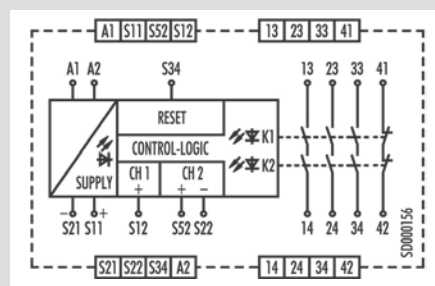 A1 S11 S52 S12 13 23 33 41
A1 A2 S34 13 23 33 41
RESET
CONTROL-LOGIC K1
SUPPLY CH 1 CH 2 K2
+ + −
− +
S21 S11 S12 S52 S22 14 24 34 42
S21 S22 S34 A2 14 24 34 42
SD000156